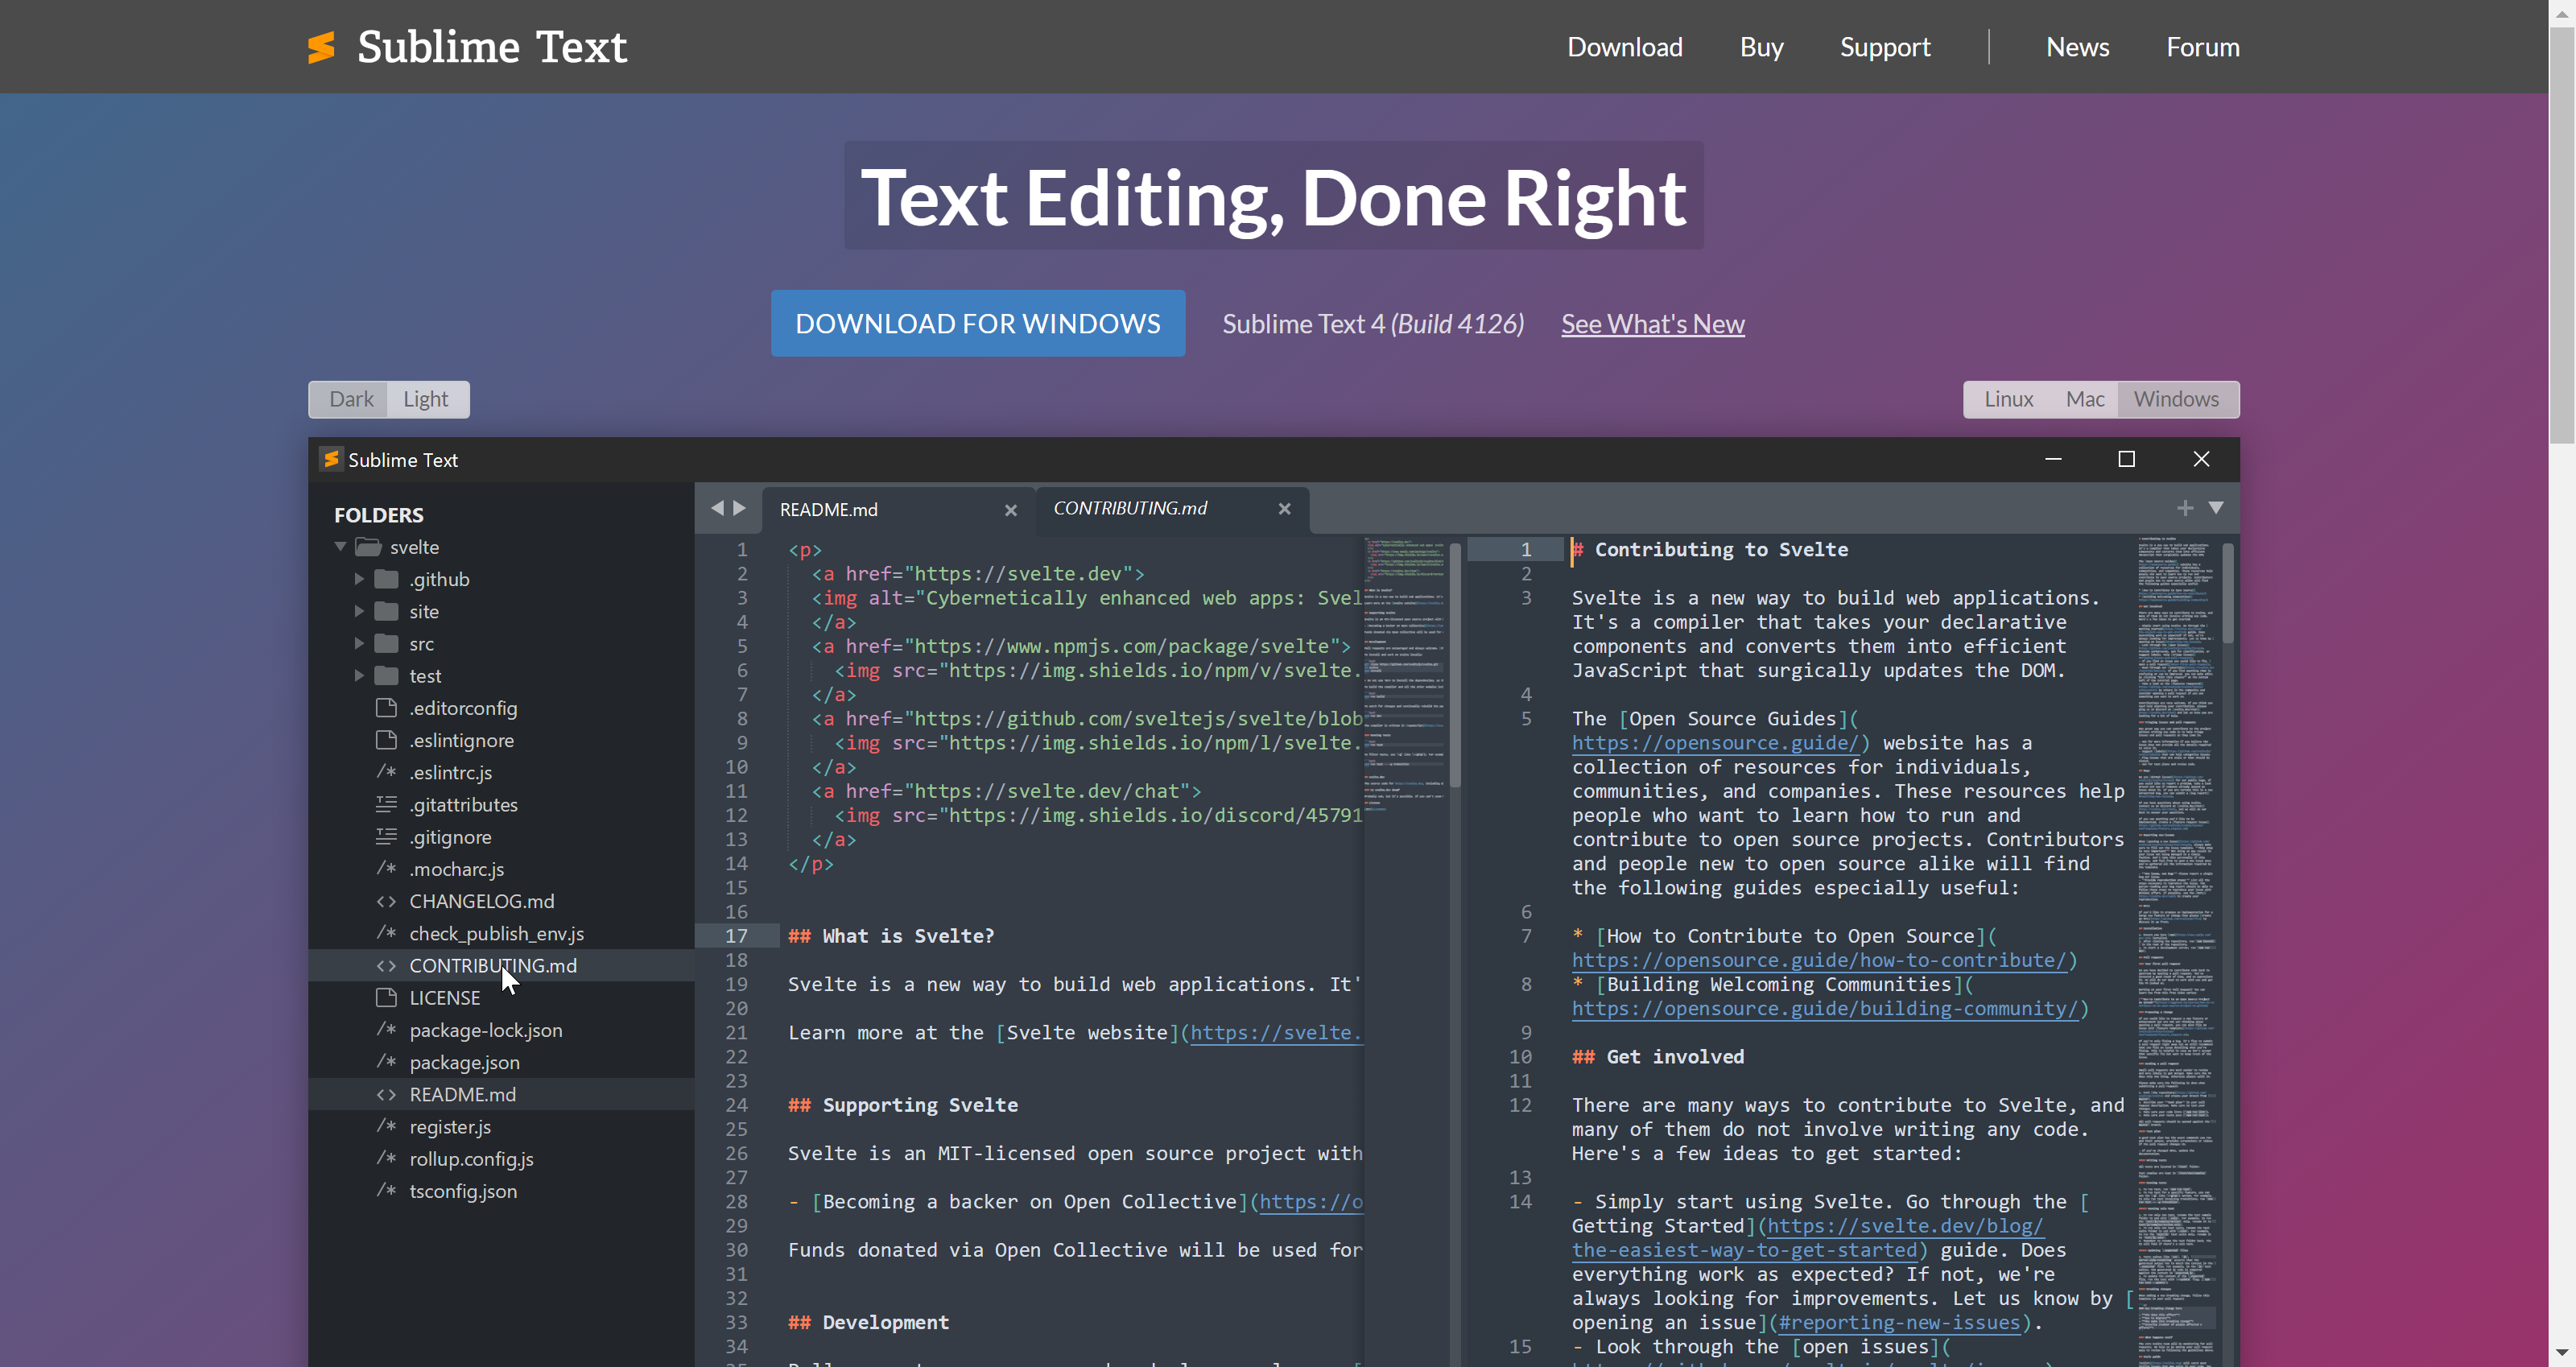 Sublime Text
Download
Buy
Support
News
Forum
Text Editing, Done Right
DOWNLOAD FOR WINDOWS
Sublime Text 4 (Build 4126)
See What's New
Dark
Light
Linux
Mac
Windows
Sublime Text
FOLDERS
svelte
.github
site
src
test
.editorconfig
.eslintignore
.eslintrc.js
.gitattributes
.gitignore
.mocharc.js
CHANGELOG.md
check_publish_env.js
CONTRIBUTING.md
LICENSE
package-lock.json
package.json
README.md
register.js
rollup.config.js
tsconfig.json
README.md
CONTRIBUTING.md
1 <p>
2 <a href="https://svelte.dev">
3 <img alt="Cybernetically enhanced web apps: Svel
4 </a>
5 <a href="https://www.npmjs.com/package/svelte">
6 <img src="https://img.shields.io/npm/v/svelte.
7 </a>
8 <a href="https://github.com/sveltejs/svelte/blob
9 <img src="https://img.shields.io/npm/l/svelte.
10 </a>
11 <a href="https://svelte.dev/chat">
12 <img src="https://img.shields.io/discord/45791
13 </a>
14 </p>
15
16
17 ## What is Svelte?
18
19 Svelte is a new way to build web applications. It'
20
21 Learn more at the [Svelte website](https://svelte.
22
23
24 ## Supporting Svelte
25
26 Svelte is an MIT-licensed open source project with
27
28 - [Becoming a backer on Open Collective](https://o
29
30 Funds donated via Open Collective will be used for
31
32
33 ## Development
34
1 # Contributing to Svelte
2
3 Svelte is a new way to build web applications.
It's a compiler that takes your declarative
components and converts them into efficient
JavaScript that surgically updates the DOM.
4
5 The [Open Source Guides](
https://opensource.guide/) website has a
collection of resources for individuals,
communities, and companies. These resources help
people who want to learn how to run and
contribute to open source projects. Contributors
and people new to open source alike will find
the following guides especially useful:
6
7 * [How to Contribute to Open Source](
https://opensource.guide/how-to-contribute/)
8 * [Building Welcoming Communities](
https://opensource.guide/building-community/)
9
10 ## Get involved
11
12 There are many ways to contribute to Svelte, and
many of them do not involve writing any code.
Here's a few ideas to get started:
13
14 - Simply start using Svelte. Go through the [
Getting Started](https://svelte.dev/blog/
the-easiest-way-to-get-started) guide. Does
everything work as expected? If not, we're
always looking for improvements. Let us know by [
opening an issue](#reporting-new-issues).
15 - Look through the [open issues](